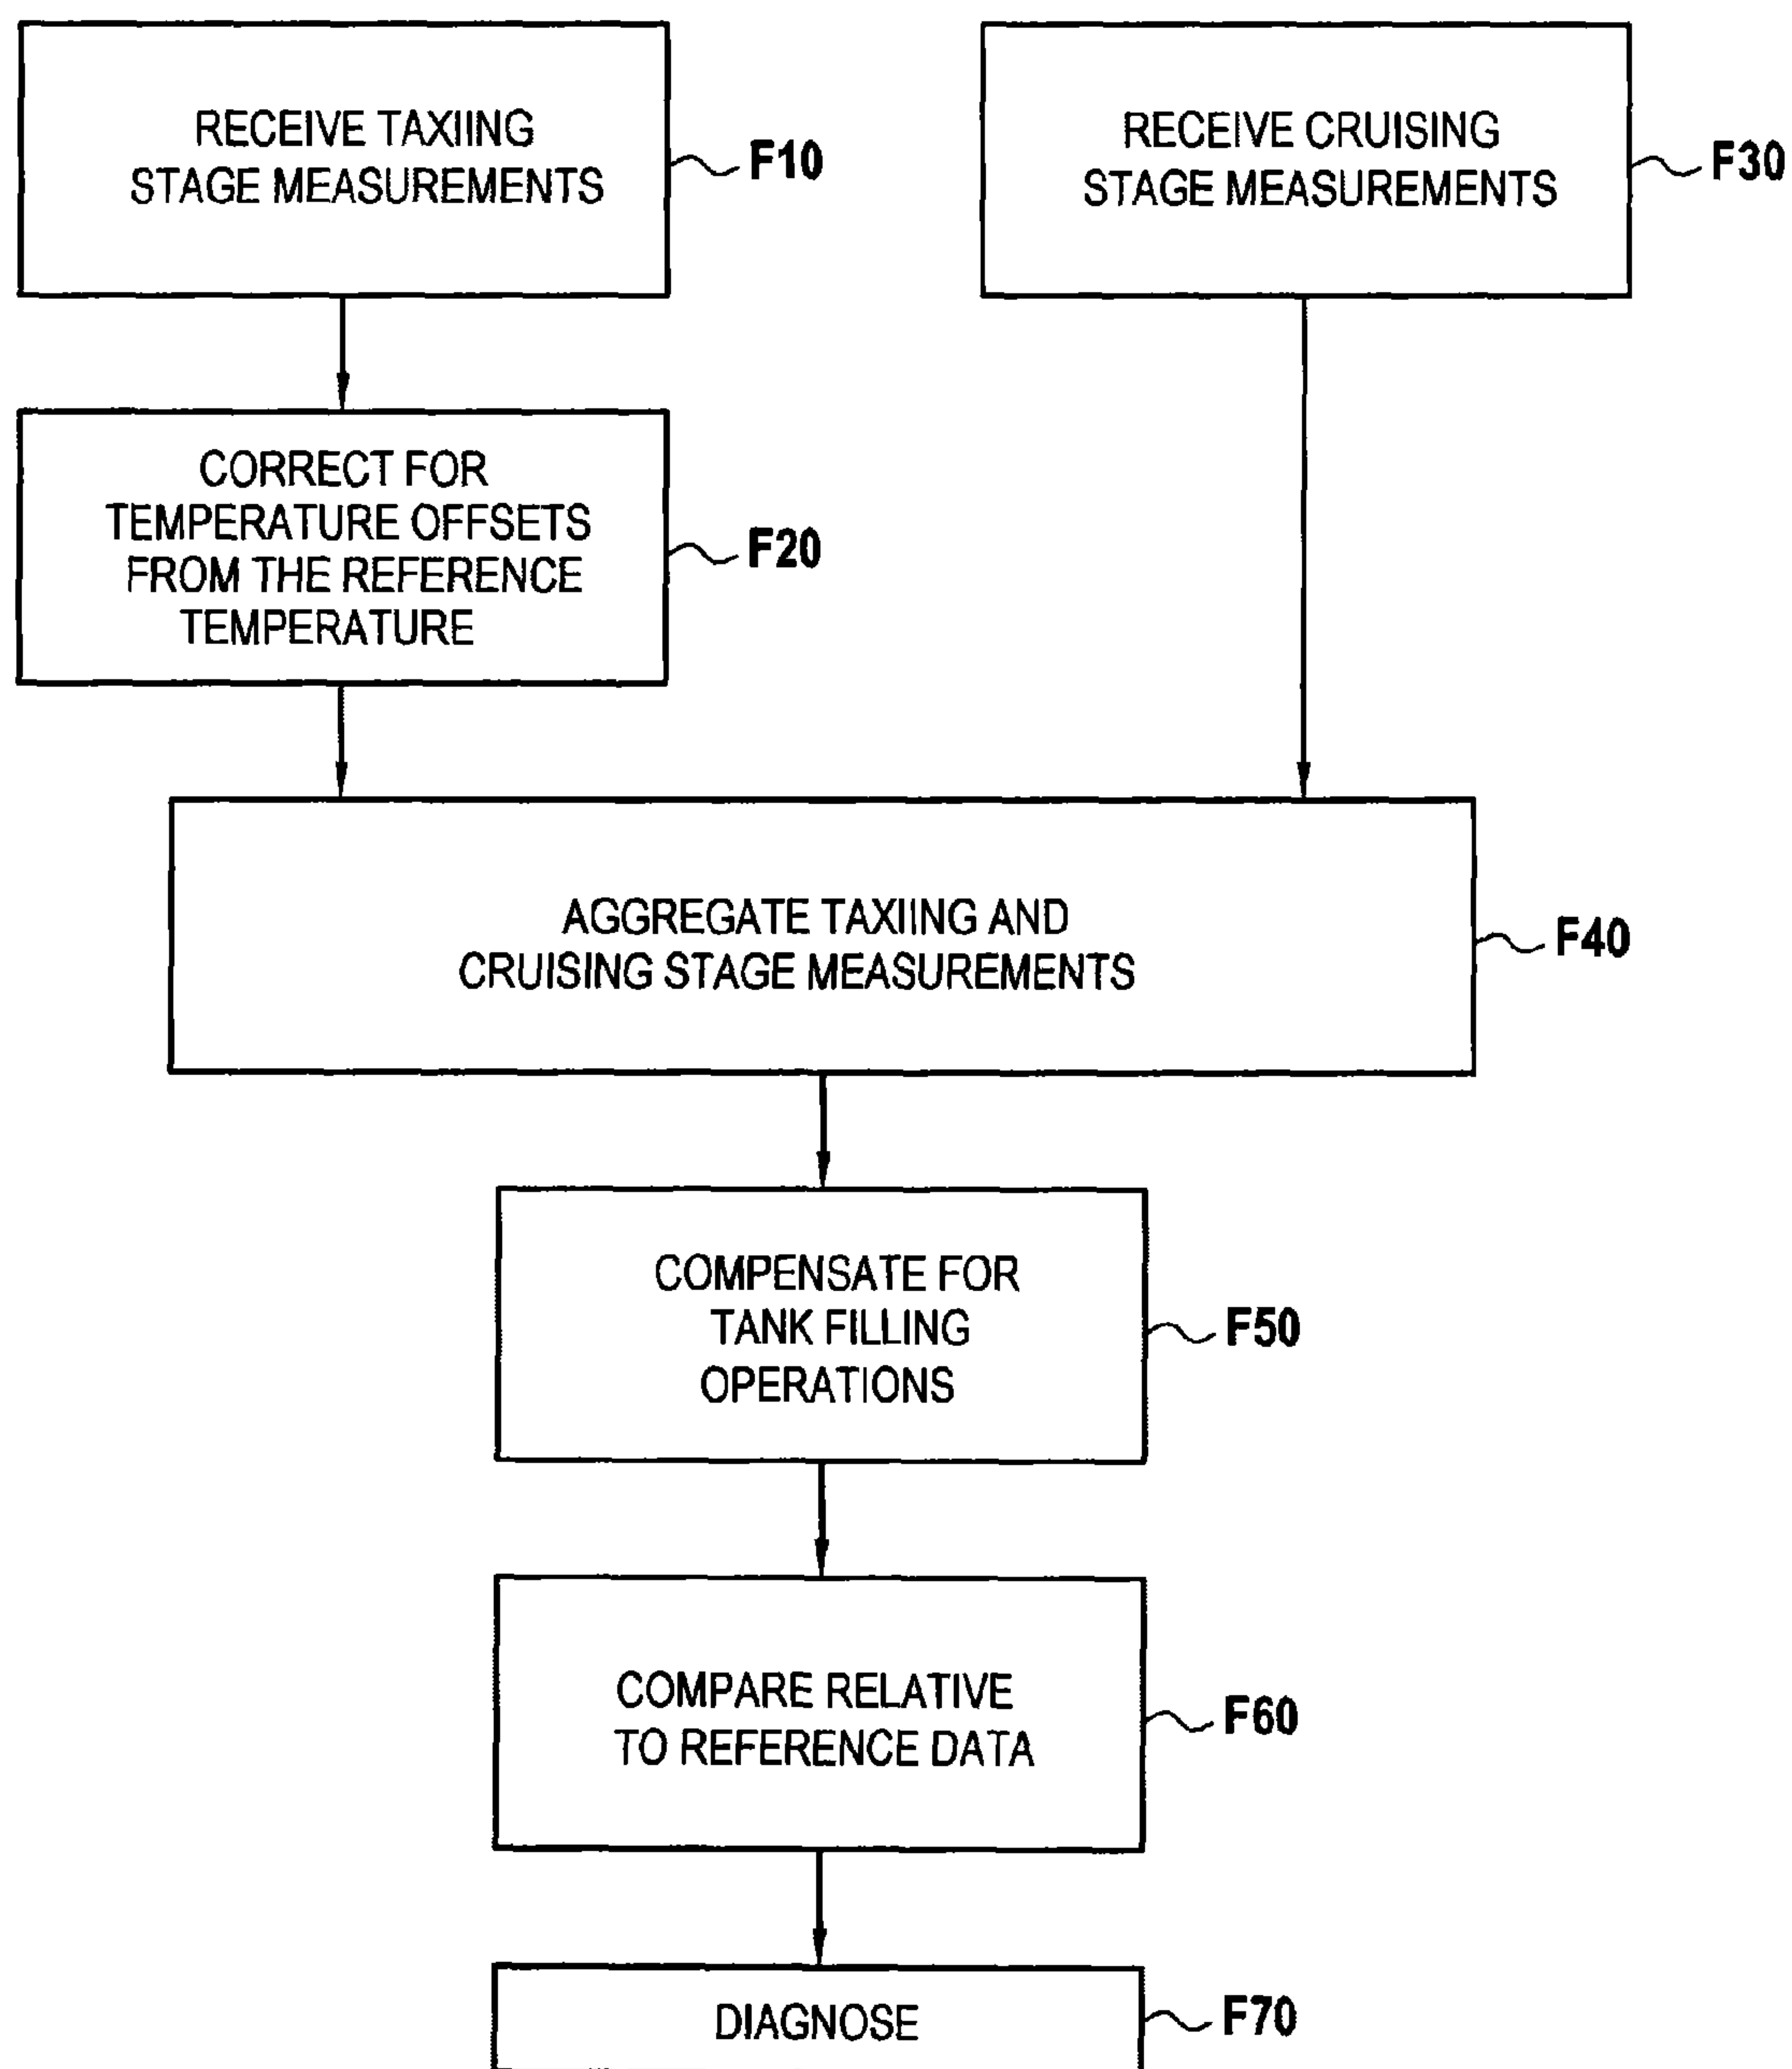 RECEIVE TAXIING
STAGE MEASUREMENTS
F10
RECEIVE CRUISING
STAGE MEASUREMENTS
F30
CORRECT FOR
TEMPERATURE OFFSETS
FROM THE REFERENCE
TEMPERATURE
F20
AGGREGATE TAXIING AND
CRUISING STAGE MEASUREMENTS
F40
COMPENSATE FOR
TANK FILLING
OPERATIONS
F50
COMPARE RELATIVE
TO REFERENCE DATA
F60
DIAGNOSE
F70